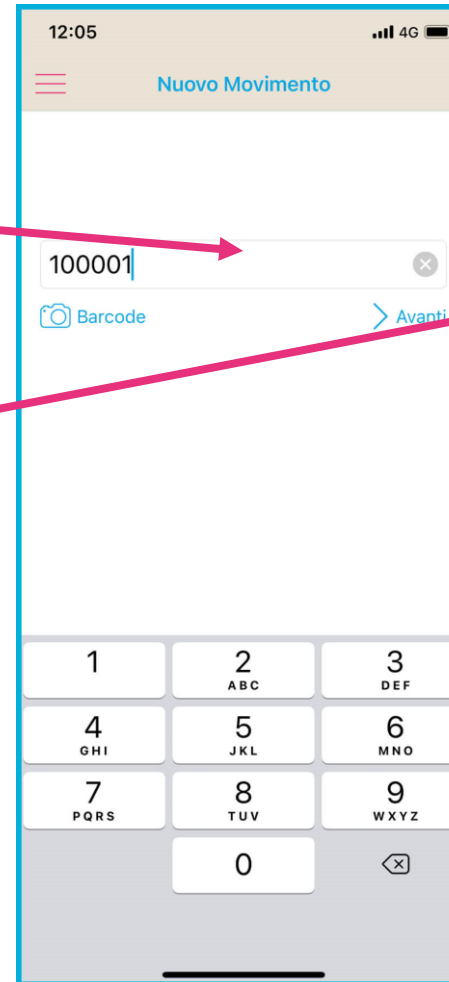 12:05 4G
Nuovo Movimento
100001
Barcode Avanti
1 2 3
ABC DEF
4 5 6
GHI JKL MNO
7 8 9
PQRS TUV WXYZ
0